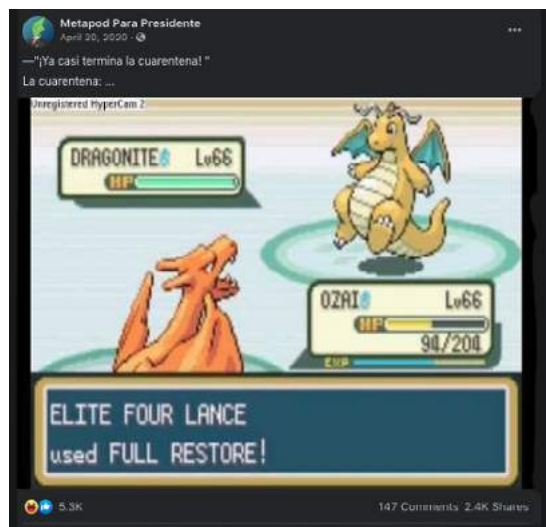 Metapod Para Presidente
April 20, 2020 ·
—"¡Ya casi termina la cuarentena! "
La cuarentena: ...
Unregistered HyperCam 2
DRAGONITE♂ Lv66
HP
OZAI♂ Lv66
HP
94/204
EXP
ELITE FOUR LANCE
used FULL RESTORE!
5.3K 147 Comments 2.4K Shares